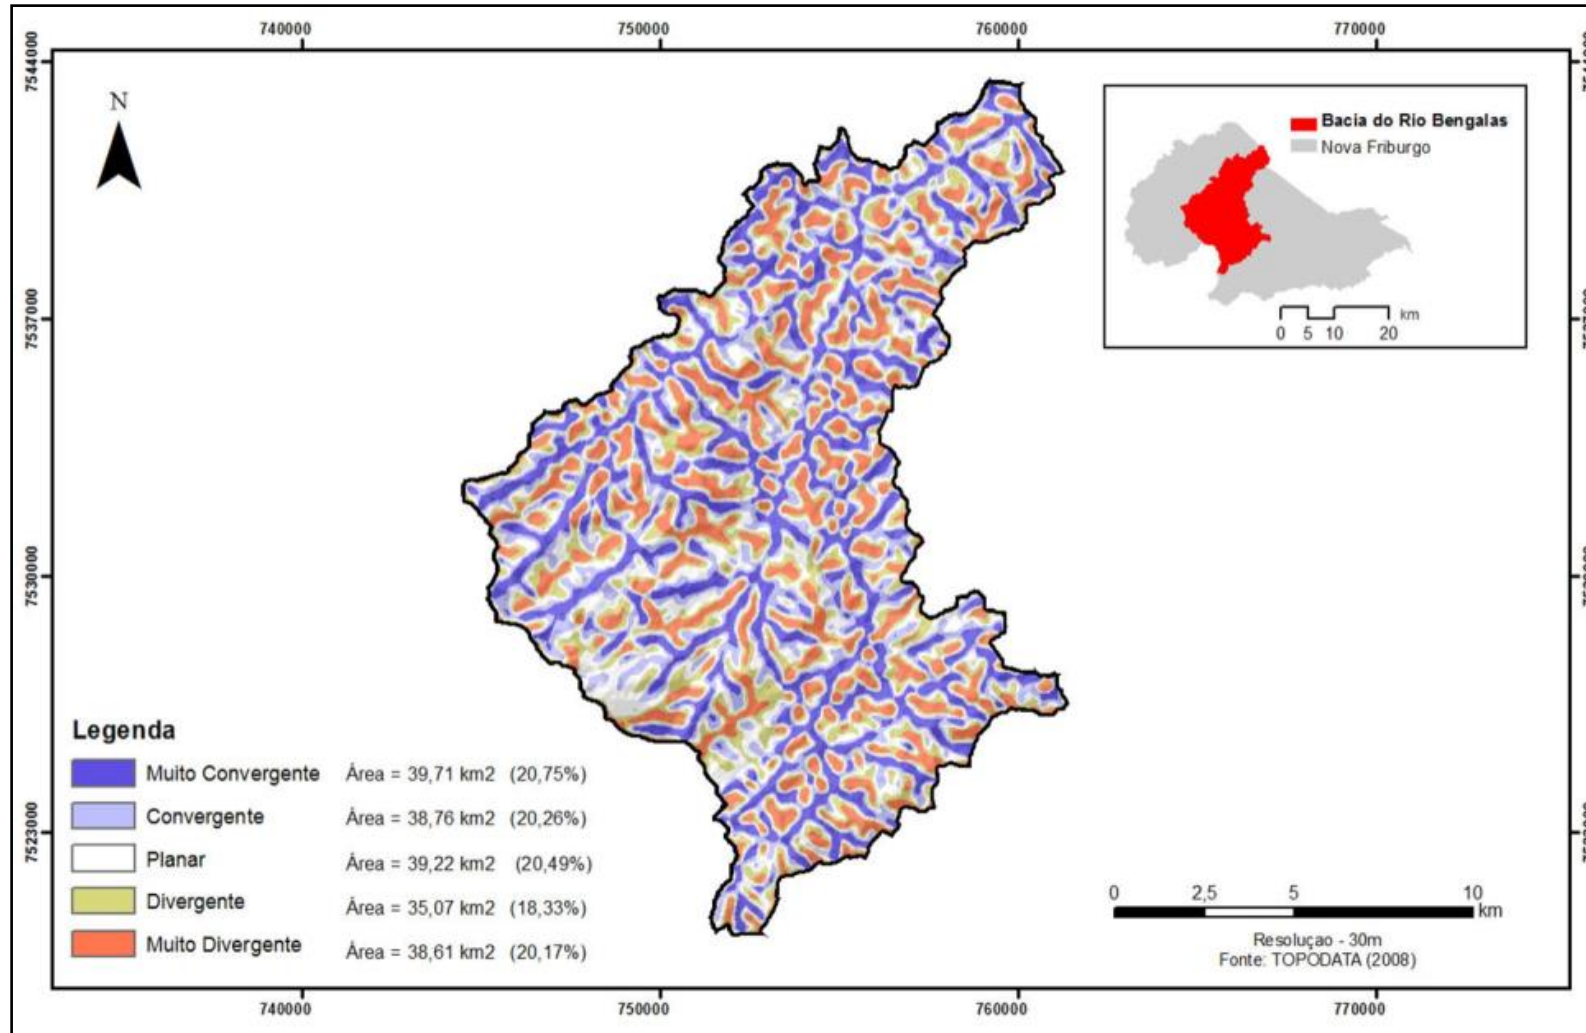 740000
750000
760000
770000
7544000
7537000
7530000
7523000
N
Bacia do Rio Bengalas
Nova Friburgo
km
0 5 10 20
Legenda
Muito Convergente Área = 39,71 km2 (20,75%)
Convergente Área = 38,76 km2 (20,26%)
Planar Área = 39,22 km2 (20,49%)
Divergente Área = 35,07 km2 (18,33%)
Muito Divergente Área = 38,61 km2 (20,17%)
0 2,5 5 10
km
Resoluçao - 30m
Fonte: TOPODATA (2008)
740000
750000
760000
770000